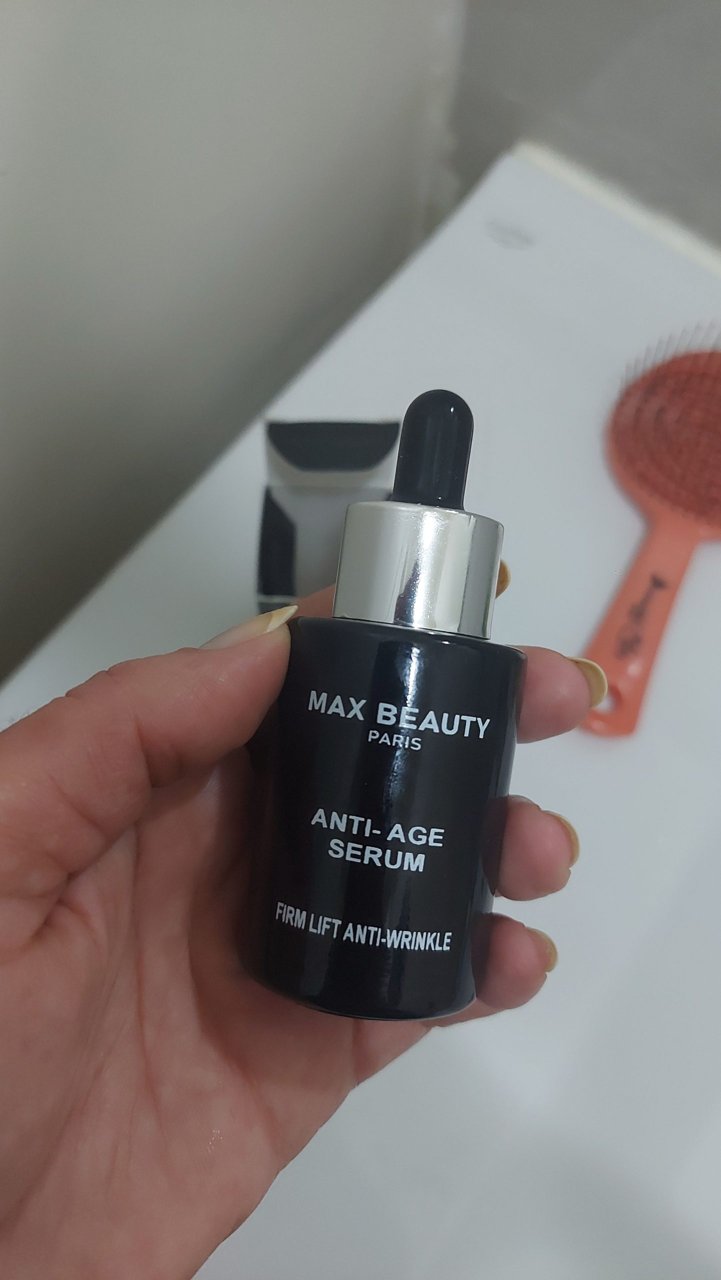 MAX BEAUTY
PARIS
ANTI-AGE
SERUM
FIRM LIFT ANTI-WRINKLE